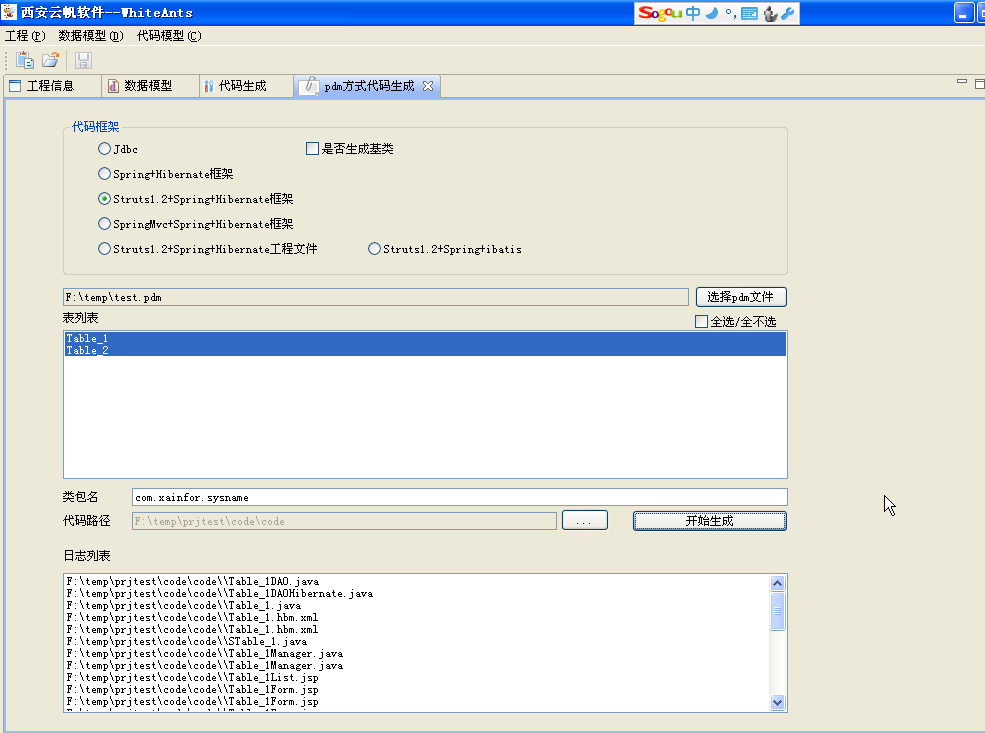 西安云帆软件--WhiteAnts
Sogou 中
工程(P) 数据模型(D) 代码模型(C)
工程信息 数据模型 代码生成 pdm方式代码生成
代码框架
Jdbc 是否生成基类
Spring+Hibernate框架
Struts1.2+Spring+Hibernate框架
SpringMvc+Spring+Hibernate框架
Struts1.2+Spring+Hibernate工程文件 Struts1.2+Spring+ibatis
F:\temp\test.pdm 选择pdm文件
表列表 全选/全不选
Table_1
Table_2
类包名 com.xainfor.sysname
代码路径 F:\temp\prjtest\code\code ... 开始生成
日志列表
F:\temp\prjtest\code\code\\Table_1DAO.java
F:\temp\prjtest\code\code\\Table_1DAOHibernate.java
F:\temp\prjtest\code\code\\Table_1.java
F:\temp\prjtest\code\code\\Table_1.hbm.xml
F:\temp\prjtest\code\code\\Table_1.hbm.xml
F:\temp\prjtest\code\code\\STable_1.java
F:\temp\prjtest\code\code\\Table_1Manager.java
F:\temp\prjtest\code\code\\Table_1Manager.java
F:\temp\prjtest\code\code\\Table_1List.jsp
F:\temp\prjtest\code\code\\Table_1Form.jsp
F:\temp\prjtest\code\code\\Table_1Form.jsp